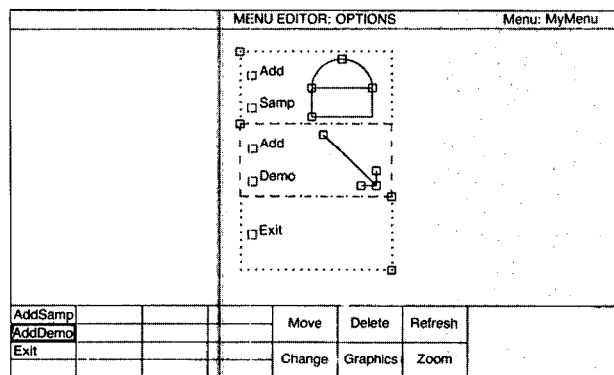 MENU EDITOR: OPTIONS Menu: MyMenu
Add
Samp
Add
Demo
Exit
AddSamp
AddDemo
Exit
Move Delete Refresh
Change Graphics Zoom